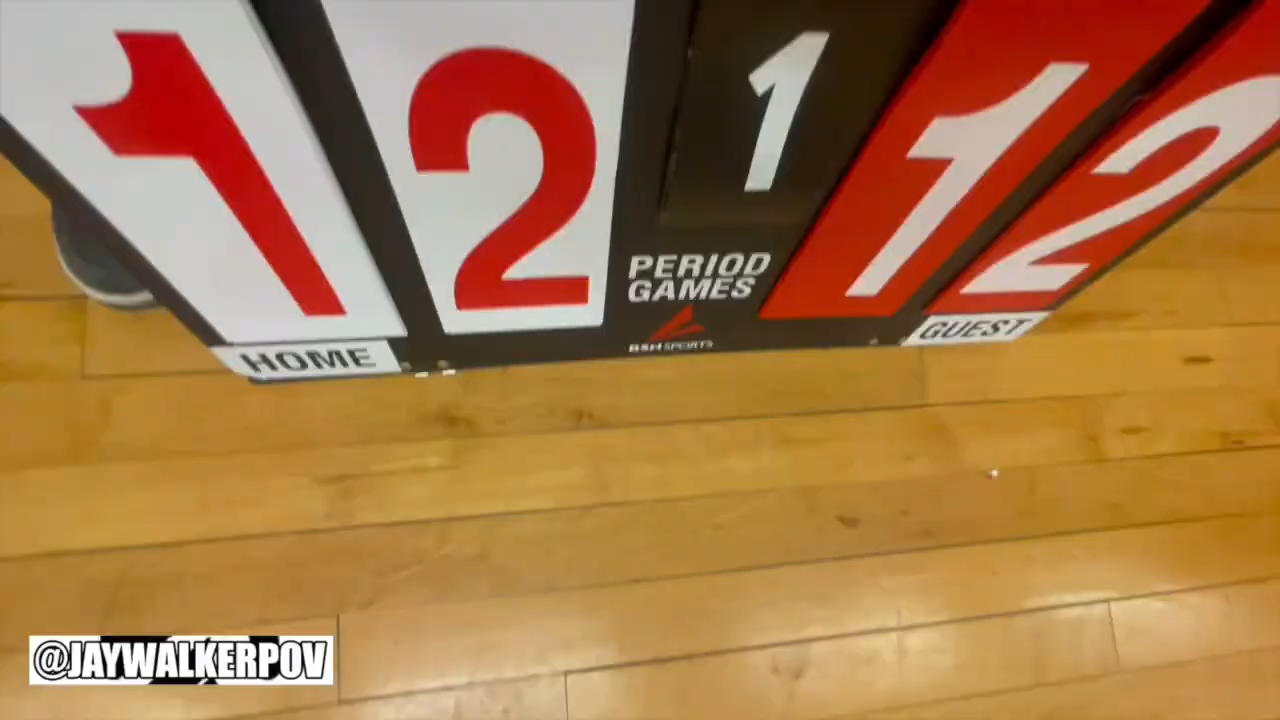 12
1
12
PERIOD
GAMES
BSN SPORTS
HOME
GUEST
@JAYWALKERPOV